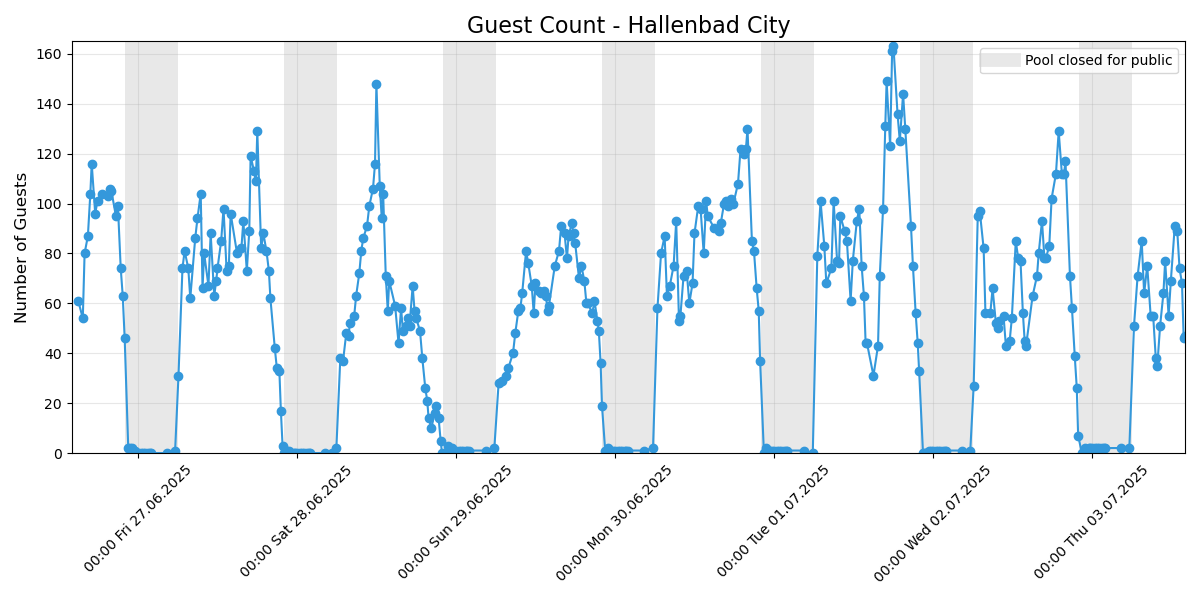 Guest Count - Hallenbad City
Pool closed for public
Number of Guests
160
140
120
100
80
60
40
20
0
00:00 Fri 27.06.2025
00:00 Sat 28.06.2025
00:00 Sun 29.06.2025
00:00 Mon 30.06.2025
00:00 Tue 01.07.2025
00:00 Wed 02.07.2025
00:00 Thu 03.07.2025